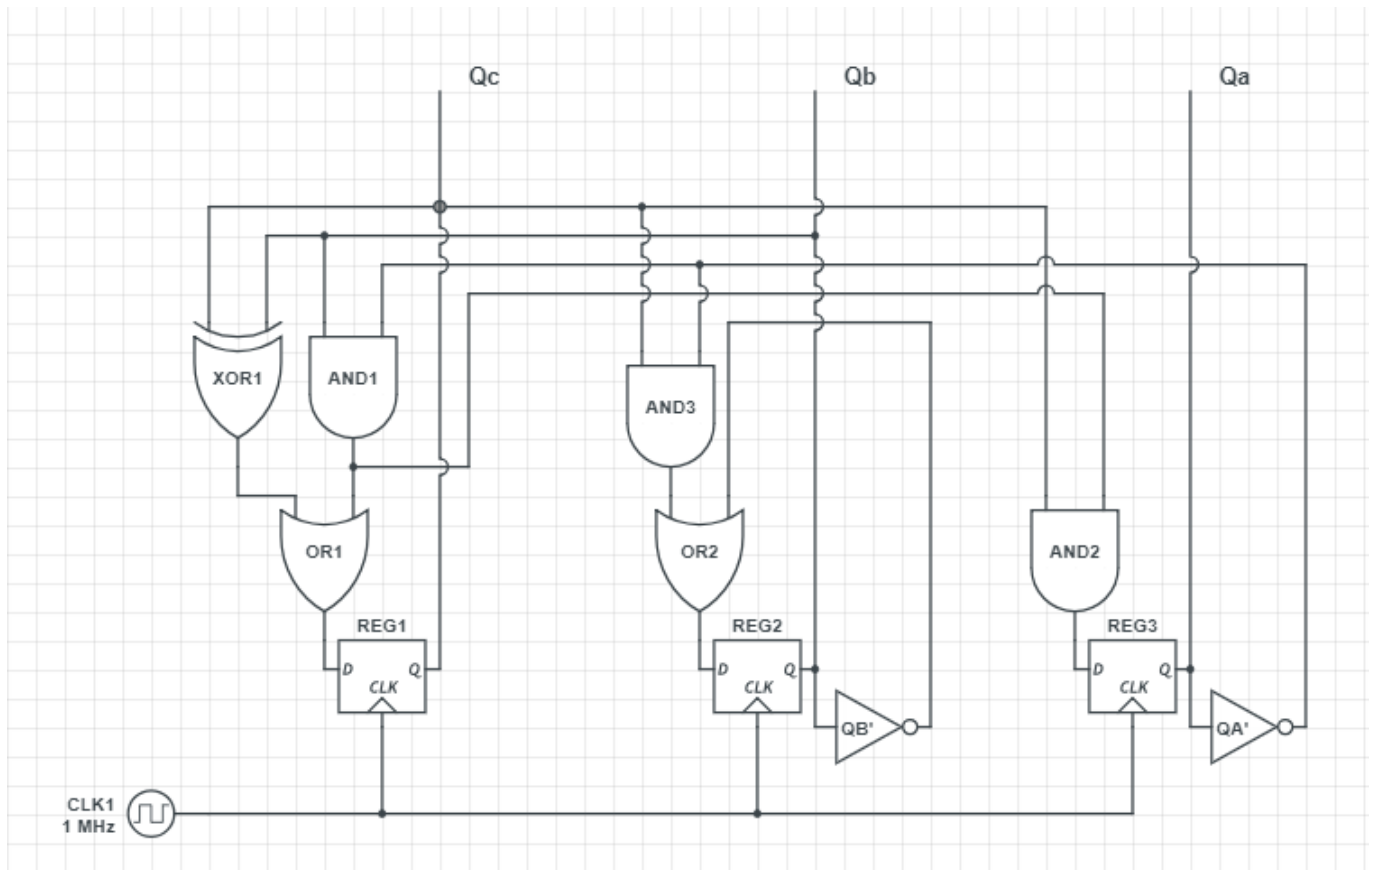 Qc
Qb
Qa
XOR1
AND1
AND3
OR1
OR2
AND2
REG1
REG2
REG3
D
Q
CLK
D
Q
CLK
D
Q
CLK
QB'
QA'
CLK1
1 MHz